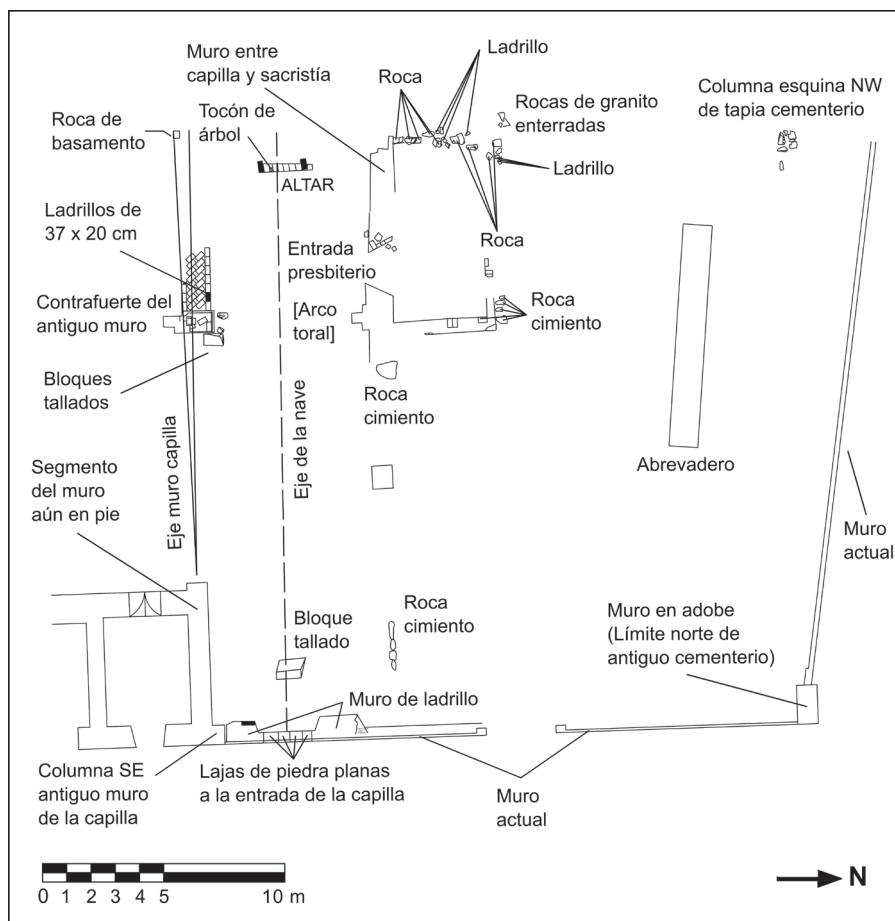 Muro entre
capilla y sacristía
Ladrillo
Roca
Columna esquina NW
de tapia cementerio
Roca de
basamento
Tocón de
árbol
Rocas de granito
enterradas
ALTAR
Ladrillo
Ladrillos de
37 x 20 cm
Roca
Entrada
presbiterio
Contrafuerte del
antiguo muro
[Arco
toral]
Roca
cimiento
Bloques
tallados
Roca
cimiento
Eje muro capilla
Eje de la nave
Abrevadero
Segmento
del muro
aún en pie
Muro
actual
Bloque
tallado
Roca
cimiento
Muro en adobe
(Límite norte de
antiguo cementerio)
Muro de ladrillo
Columna SE
antiguo muro
de la capilla
Lajas de piedra planas
a la entrada de la capilla
Muro
actual
0 1 2 3 4 5 10 m
N